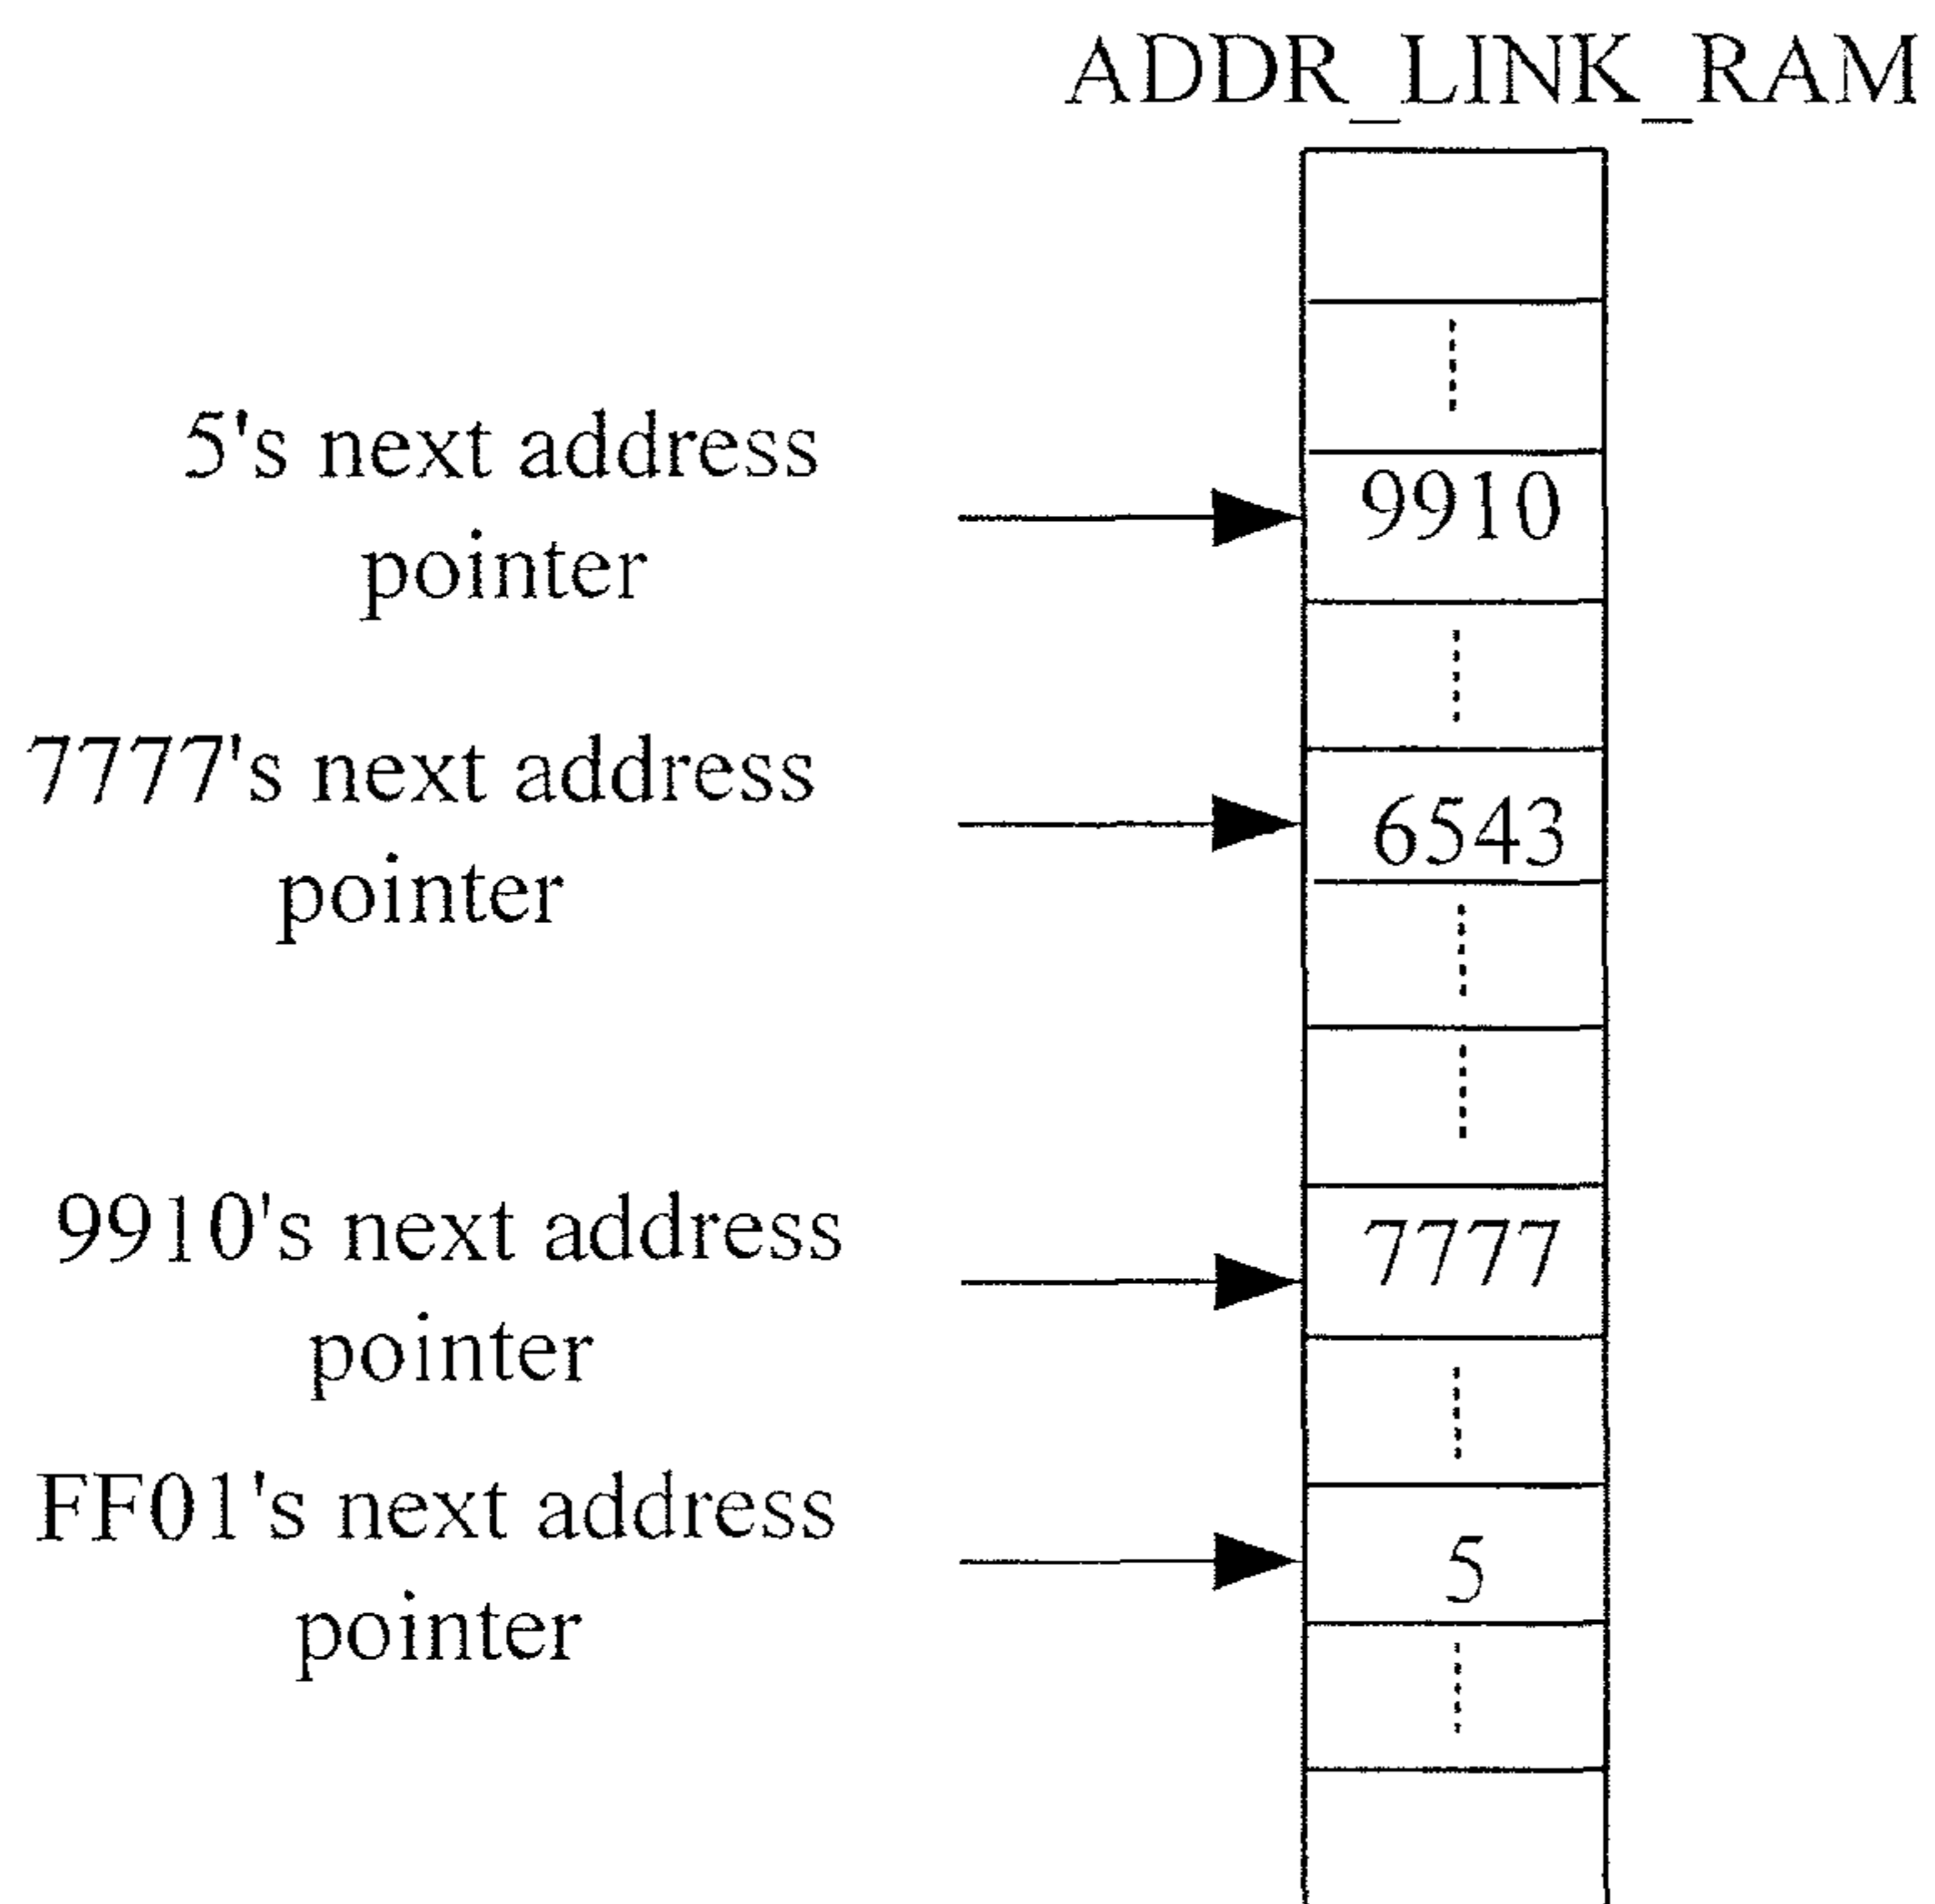 ADDR_LINK_RAM
5's next address
pointer
9910
7777's next address
pointer
6543
9910's next address
pointer
7777
FF01's next address
pointer
5